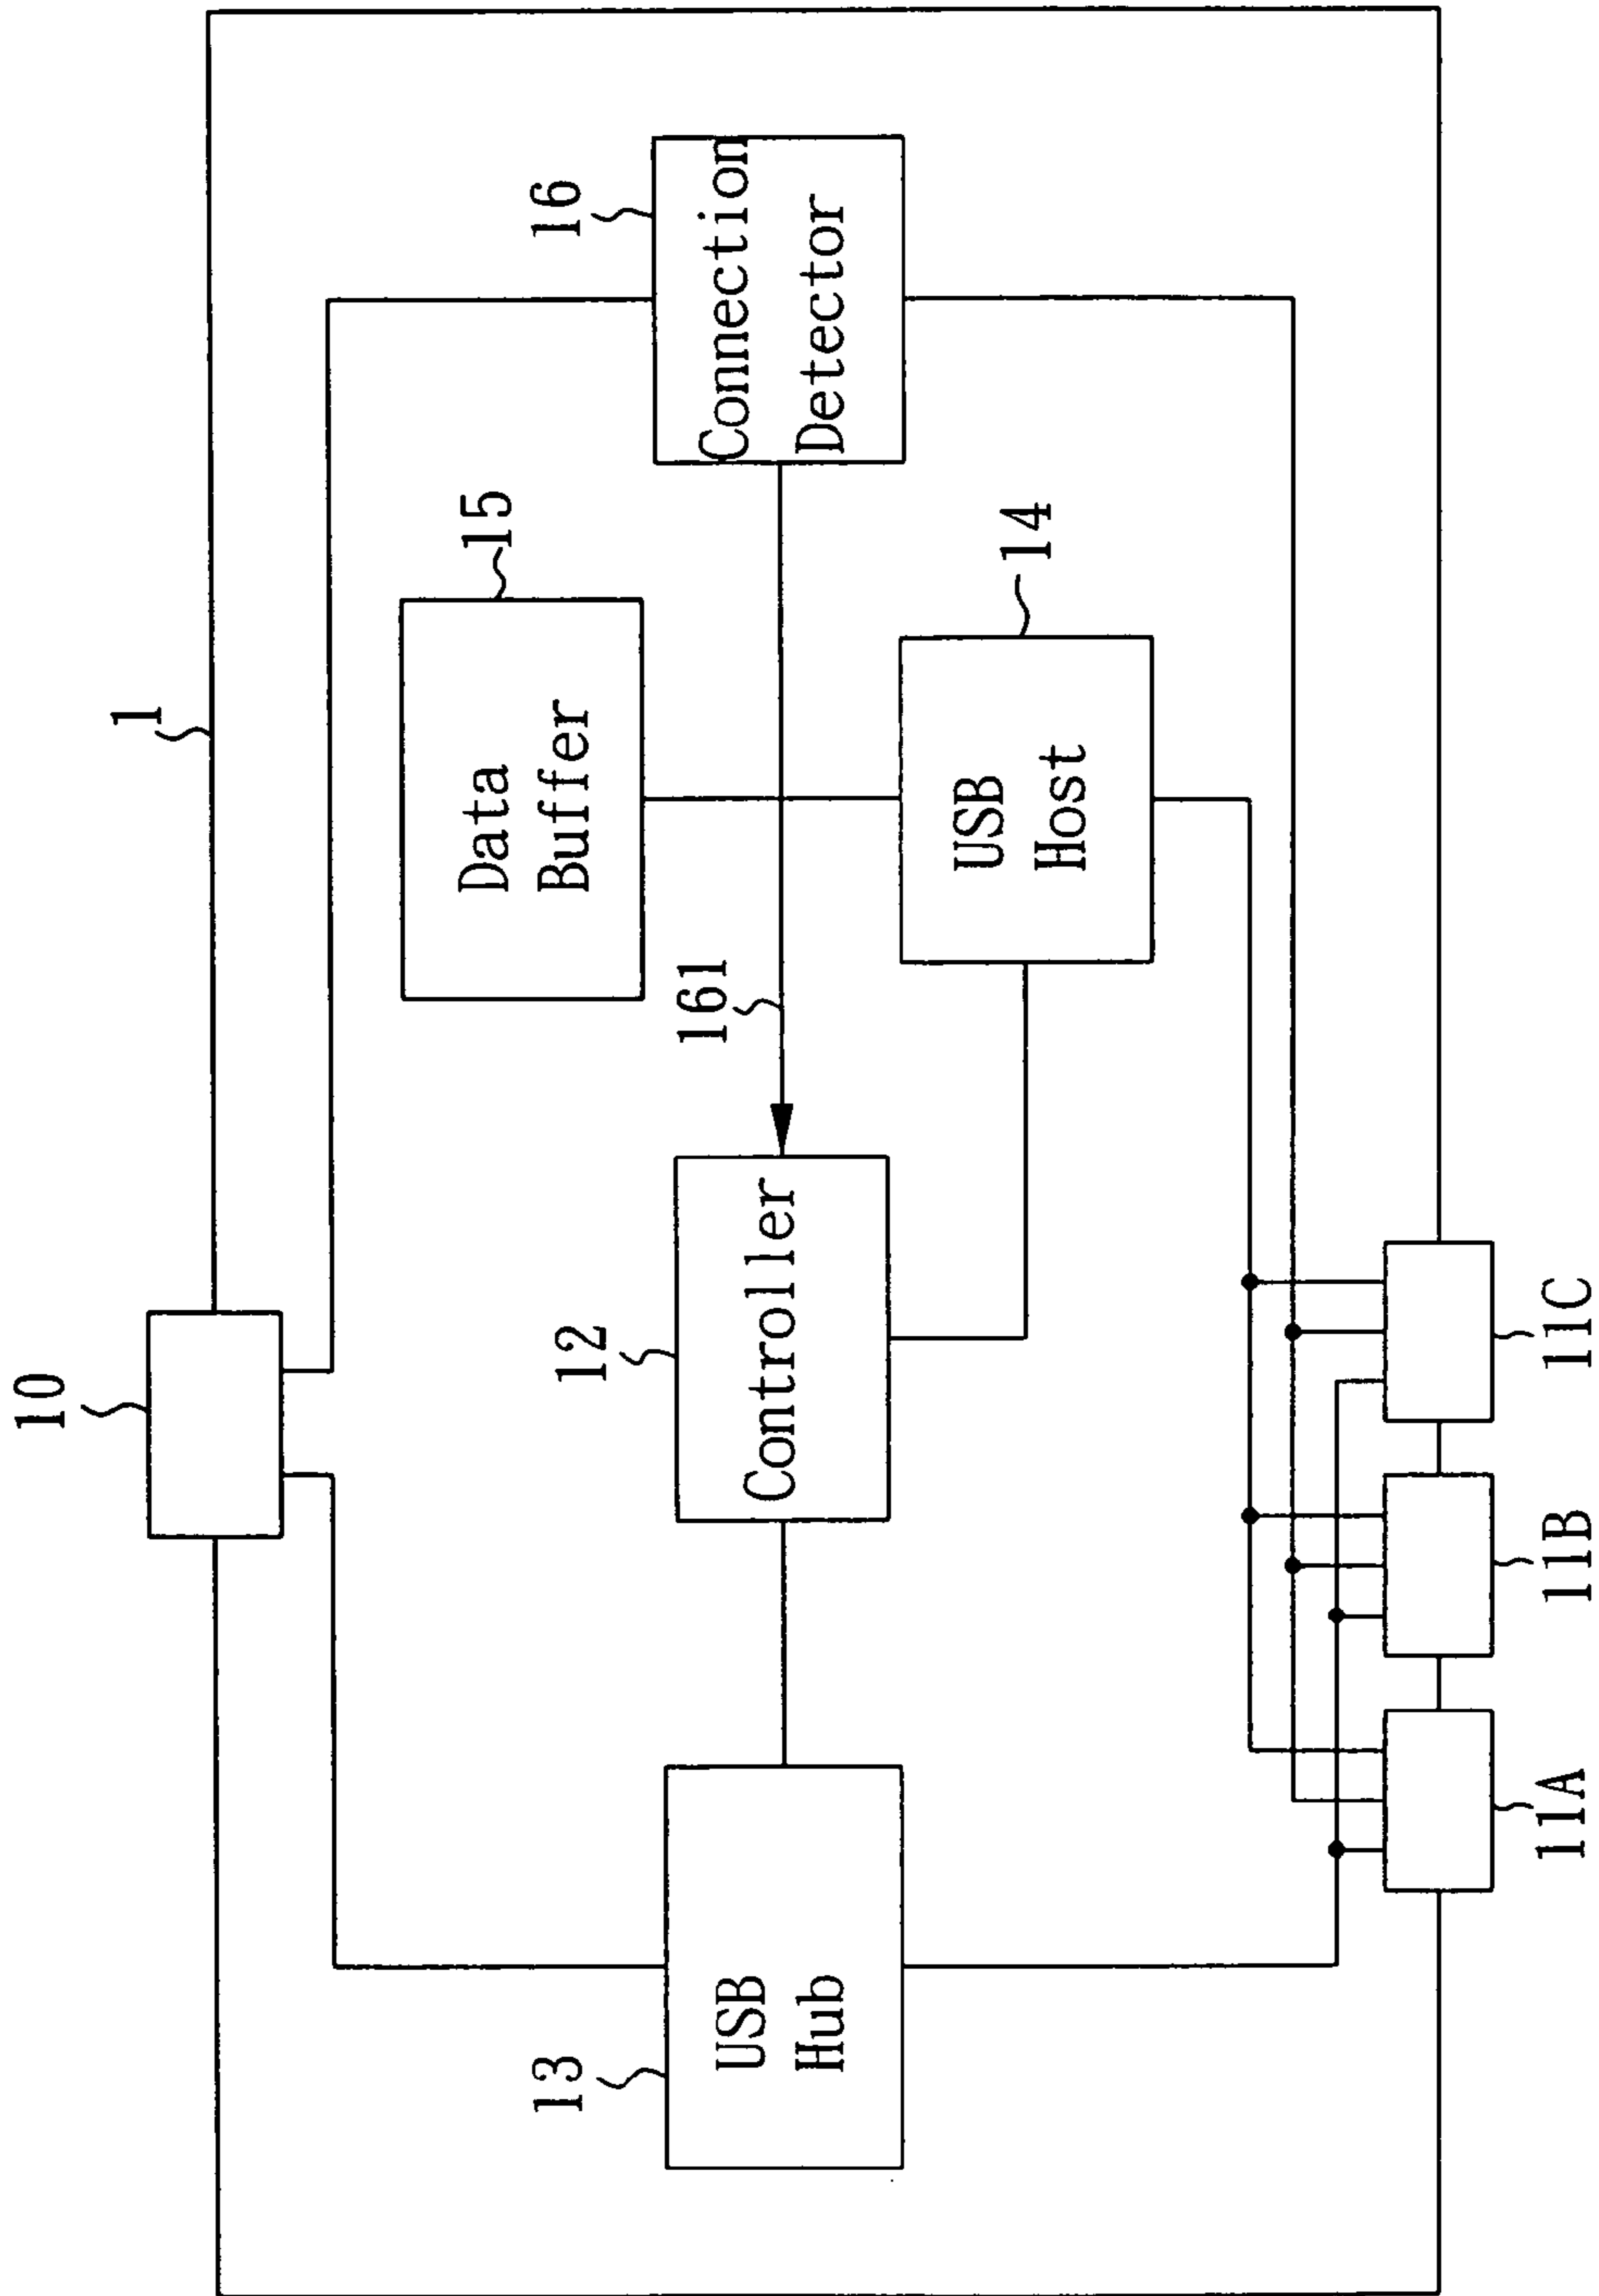 10
1
13
USB
Hub
12
Controller
161
15
Data
Buffer
14
USB
Host
16
Connection
Detector
11A
11B
11C